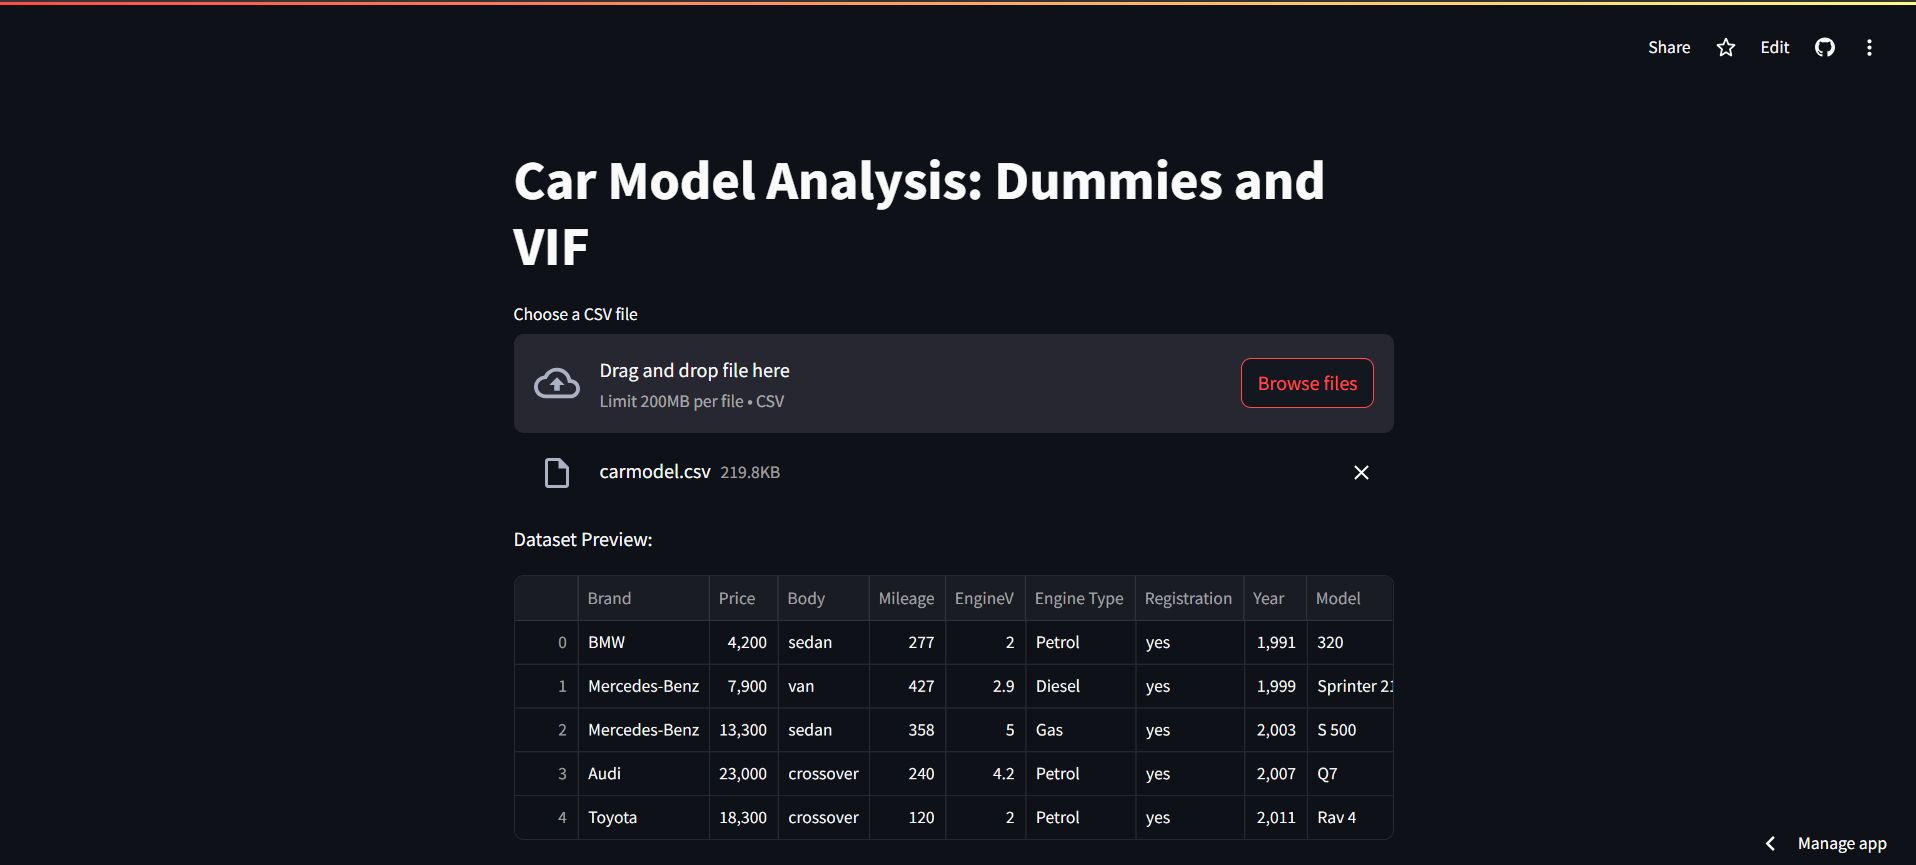 Share Edit
Car Model Analysis: Dummies and
VIF
Choose a CSV file
Drag and drop file here
Limit 200MB per file • CSV
Browse files
carmodel.csv 219.8KB
Dataset Preview:
Brand Price Body Mileage EngineV Engine Type Registration Year Model
0 BMW 4,200 sedan 277 2 Petrol yes 1,991 320
1 Mercedes-Benz 7,900 van 427 2.9 Diesel yes 1,999 Sprinter 21
2 Mercedes-Benz 13,300 sedan 358 5 Gas yes 2,003 S 500
3 Audi 23,000 crossover 240 4.2 Petrol yes 2,007 Q7
4 Toyota 18,300 crossover 120 2 Petrol yes 2,011 Rav 4
Manage app